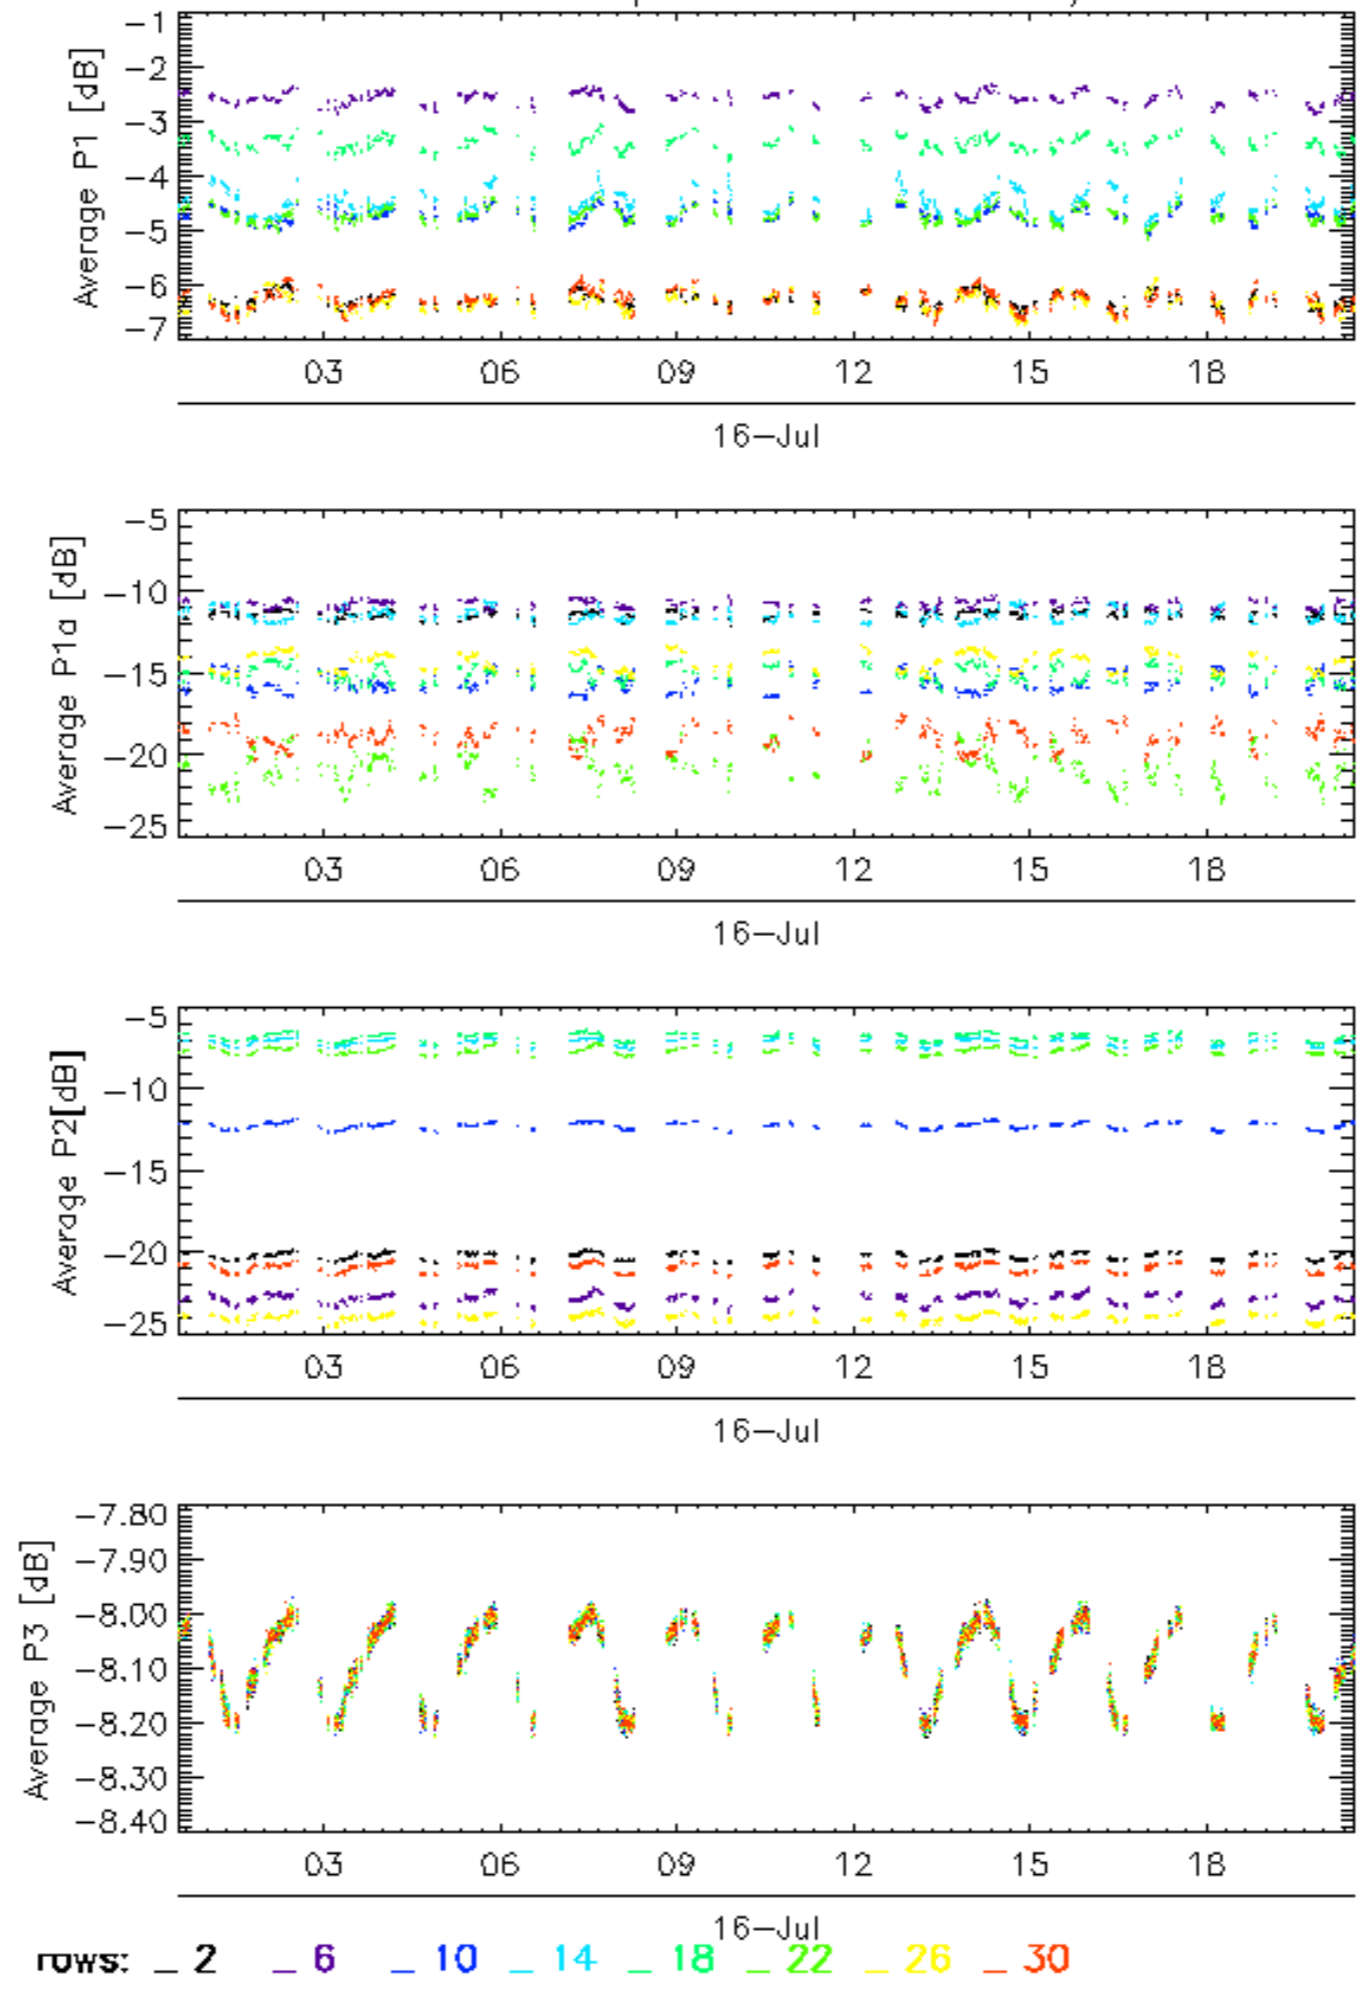 Average P1 [dB]
−1
−2
−3
−4
−5
−6
−7
03 06 09 12 15 18
16−Jul
Average P1a [dB]
−5
−10
−15
−20
−25
03 06 09 12 15 18
16−Jul
Average P2[dB]
−5
−10
−15
−20
−25
03 06 09 12 15 18
16−Jul
Average P3 [dB]
−7.80
−7.90
−8.00
−8.10
−8.20
−8.30
−8.40
03 06 09 12 15 18
16−Jul
rows: _ 2 _ 6 _ 10 _ 14 _ 18 _ 22 _ 26 _ 30